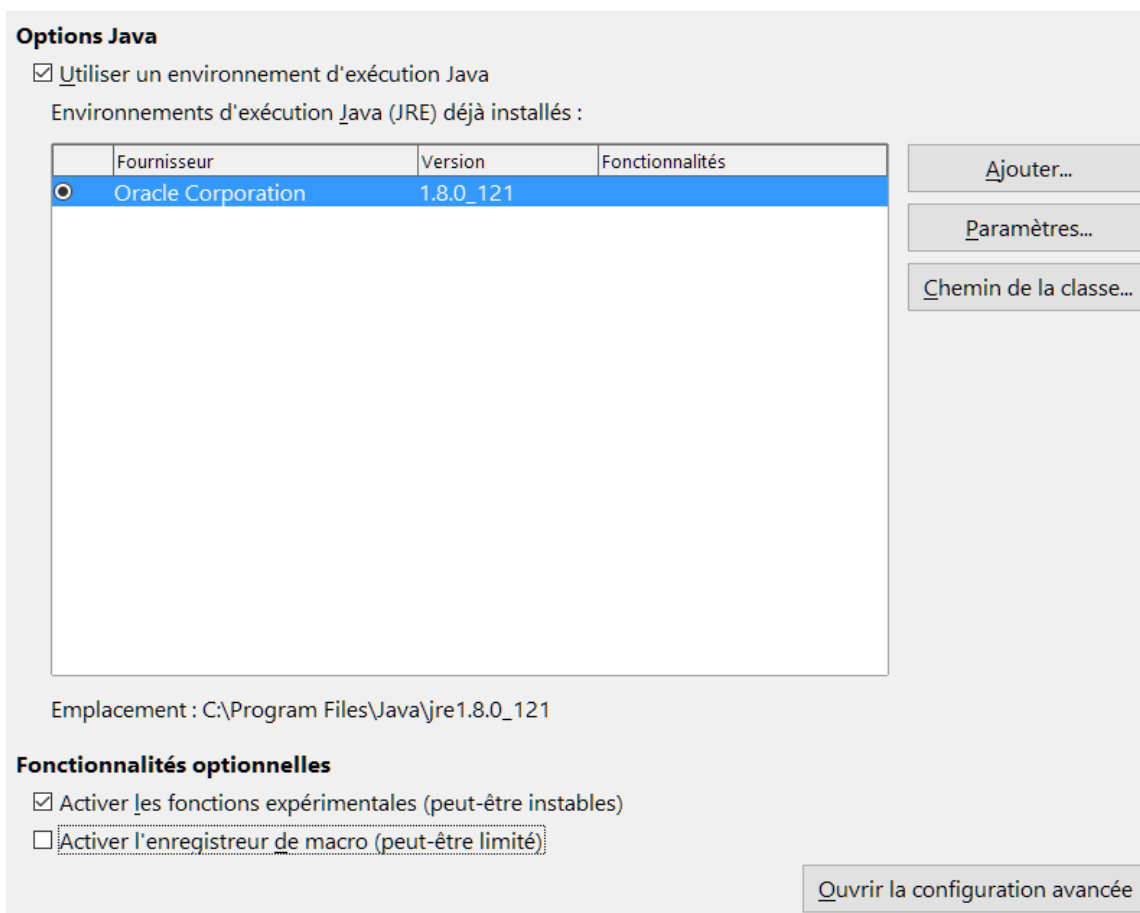 Options Java
Utiliser un environnement d'exécution Java
Environnements d'exécution Java (JRE) déjà installés :
Fournisseur Version Fonctionnalités
Ajouter...
Oracle Corporation 1.8.0_121
Paramètres...
Chemin de la classe...
Emplacement : C:\Program Files\Java\jre1.8.0_121
Fonctionnalités optionnelles
Activer les fonctions expérimentales (peut-être instables)
Activer l'enregistreur de macro (peut-être limité)
Ouvrir la configuration avancée